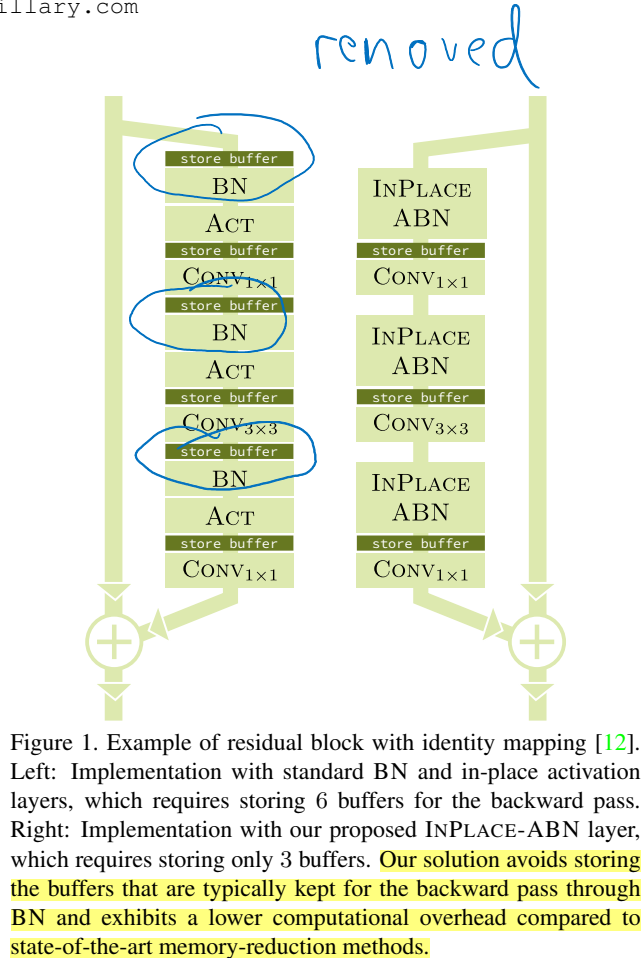 illary.com
removed
store buffer
BN
ACT
store buffer
CONV1×1
store buffer
BN
ACT
store buffer
CONV3×3
store buffer
BN
ACT
store buffer
CONV1×1
INPLACE
ABN
store buffer
CONV1×1
INPLACE
ABN
store buffer
CONV3×3
INPLACE
ABN
store buffer
CONV1×1
Figure 1. Example of residual block with identity mapping [12].
Left: Implementation with standard BN and in-place activation
layers, which requires storing 6 buffers for the backward pass.
Right: Implementation with our proposed INPLACE-ABN layer,
which requires storing only 3 buffers. Our solution avoids storing
the buffers that are typically kept for the backward pass through
BN and exhibits a lower computational overhead compared to
state-of-the-art memory-reduction methods.